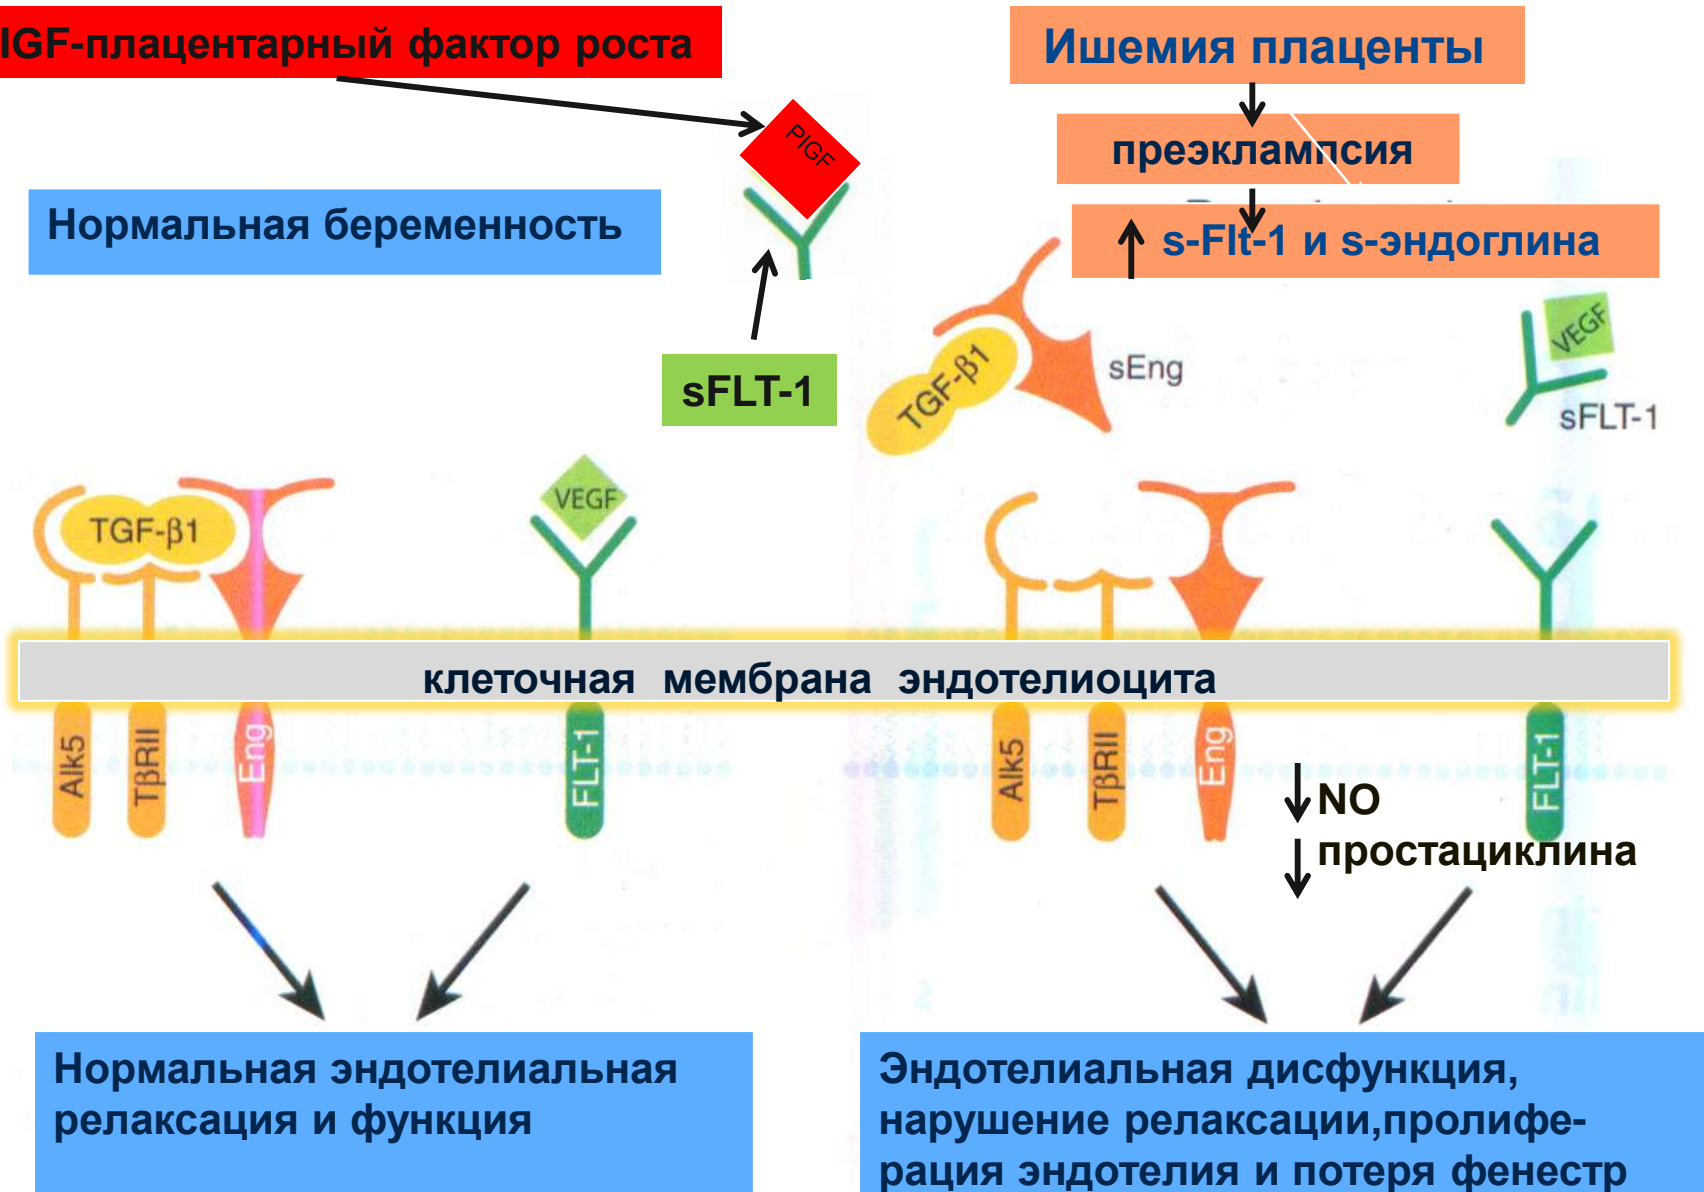 IGF-плацентарный фактор роста
Ишемия плаценты
PIGF
преэклампсия
Нормальная беременность
s-Flt-1 и s-эндоглина
VEGF
sFLT-1
TGF-β1
sEng
sFLT-1
TGF-β1
VEGF
клеточная мембрана эндотелиоцита
Alk5
TβRII
Eng
FLT-1
Alk5
TβRII
Eng
FLT-1
NO
простациклина
Нормальная эндотелиальная
релаксация и функция
Эндотелиальная дисфункция,
нарушение релаксации,пролифе-
рация эндотелия и потеря фенестр